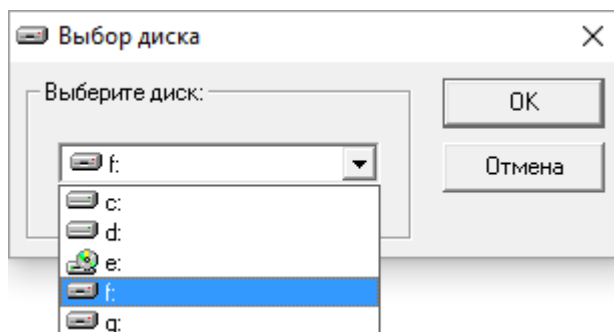 Выбор диска
Выберите диск:
OK
f:
Отмена
c:
d:
e:
f:
g: